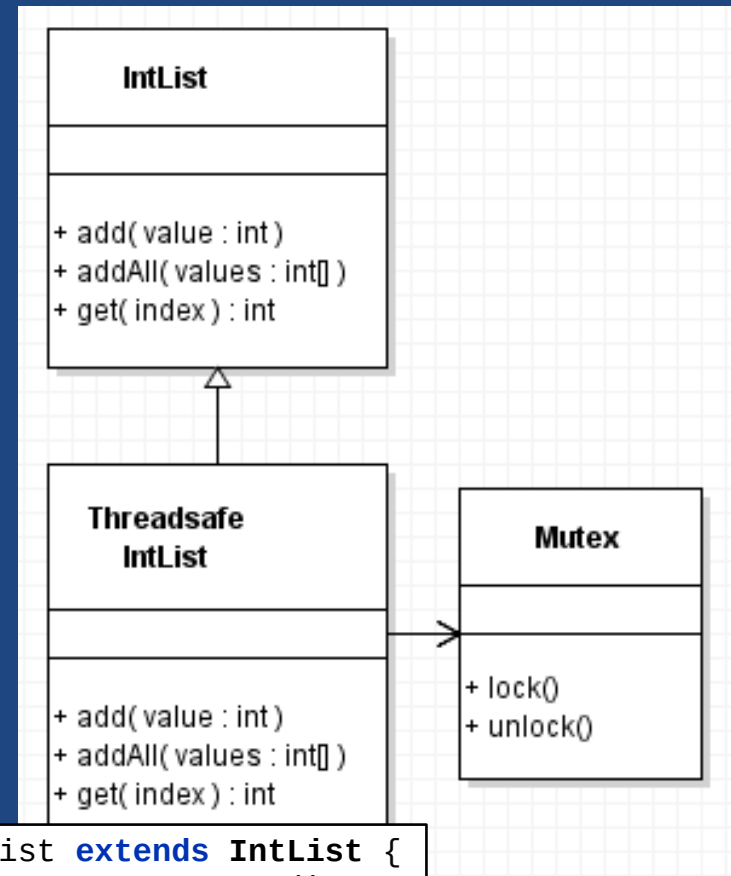 IntList
+ add( value : int )
+ addAll( values : int[] )
+ get( index ) : int
Threadsafe
IntList
+ add( value : int )
+ addAll( values : int[] )
+ get( index ) : int
Mutex
+ lock()
+ unlock()
ist extends IntList {